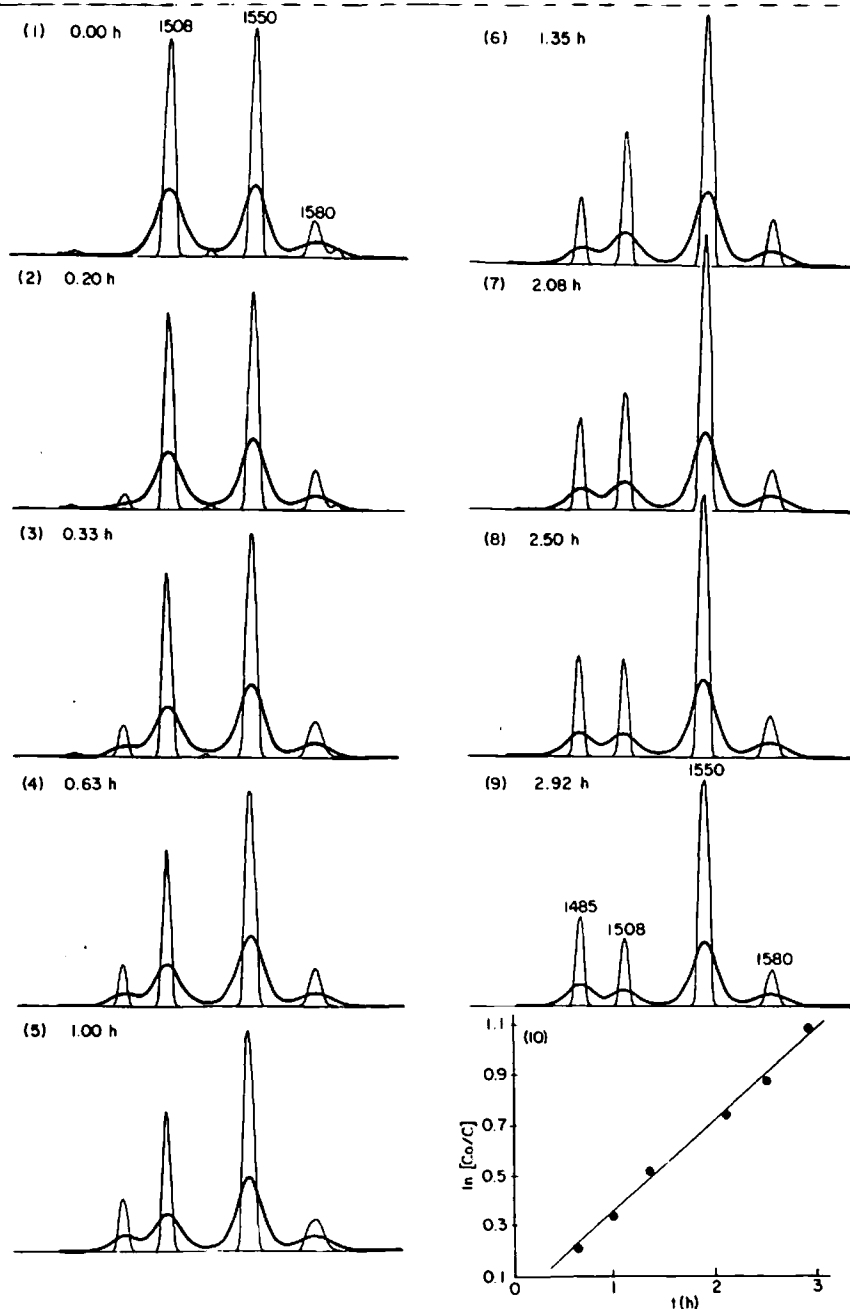 (1) 0.00 h
1508
1550
1580
(2) 0.20 h
(3) 0.33 h
(4) 0.63 h
(5) 1.00 h
(6) 1.35 h
(7) 2.08 h
(8) 2.50 h
(9) 2.92 h
1550
1485
1508
1580
(10)
1.1
0.9
0.7
0.5
0.3
0.1
ln [Co/C]
0
1
2
3
t(h)